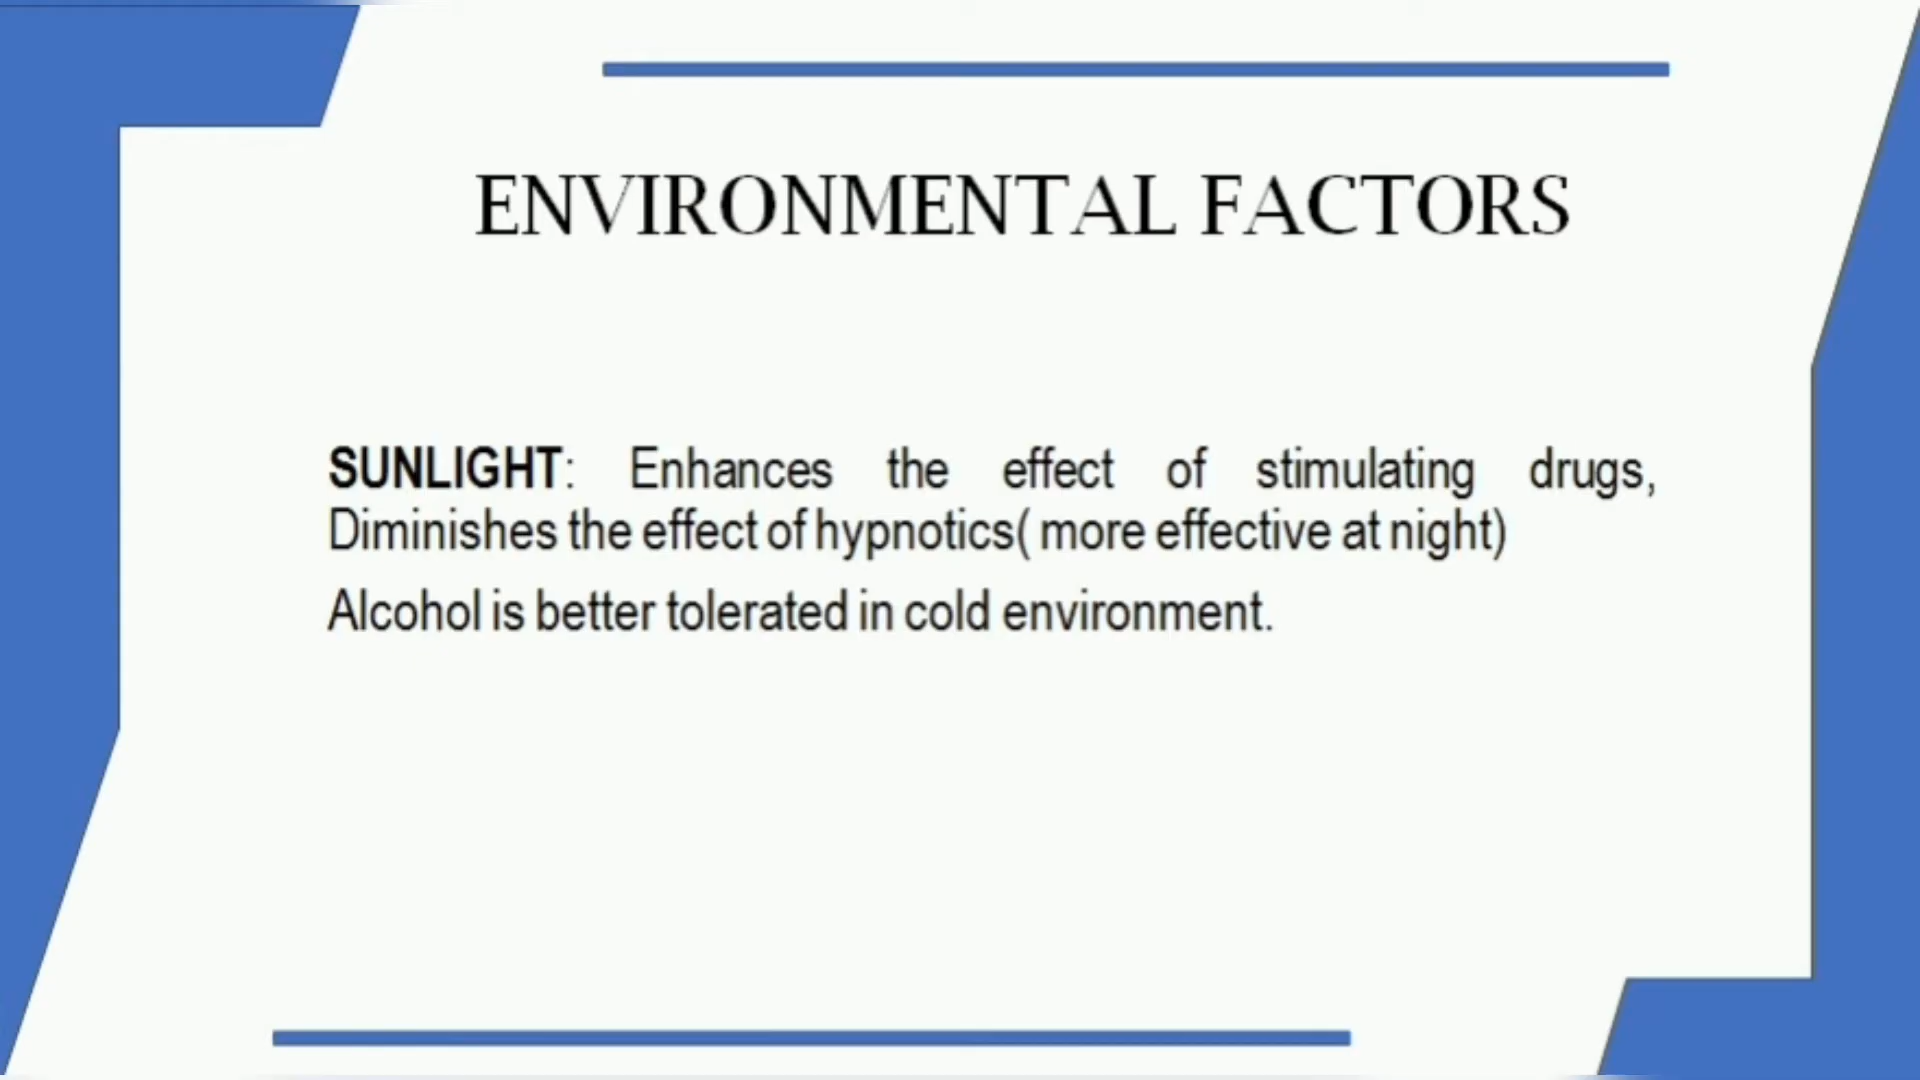 ENVIRONMENTAL FACTORS
SUNLIGHT: Enhances the effect of stimulating drugs,
Diminishes the effect of hypnotics( more effective at night)
Alcohol is better tolerated in cold environment.